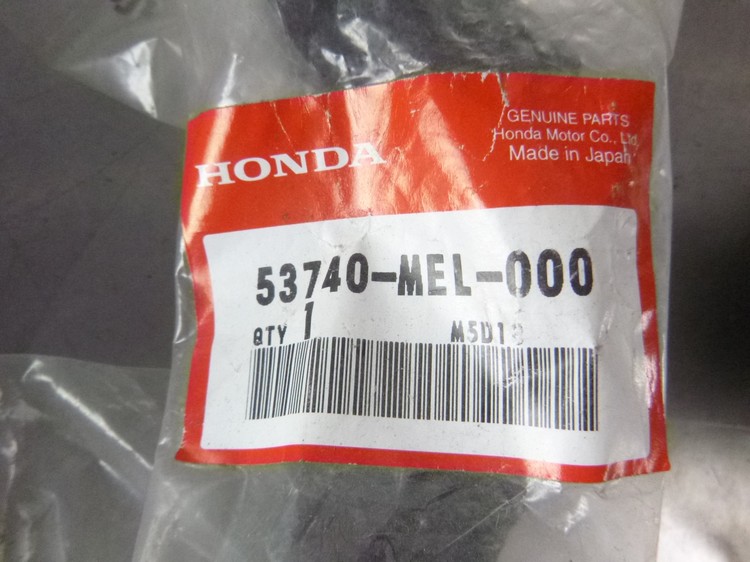 GENUINE PARTS
Honda Motor Co., Ltd.
Made in Japan
HONDA
53740-MEL-000
QTY 1